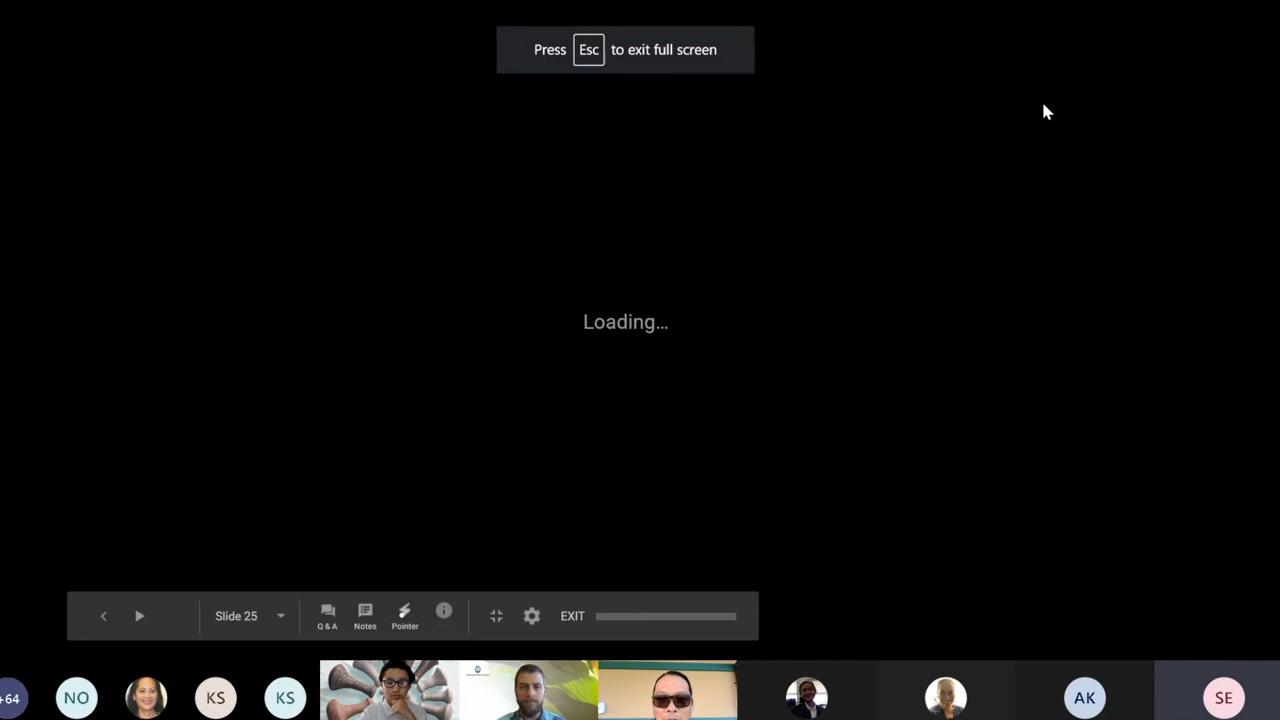 Press Esc to exit full screen
Loading...
Slide 25
Q & A
Notes
Pointer
EXIT
+64
NO
KS
KS
AK
SE